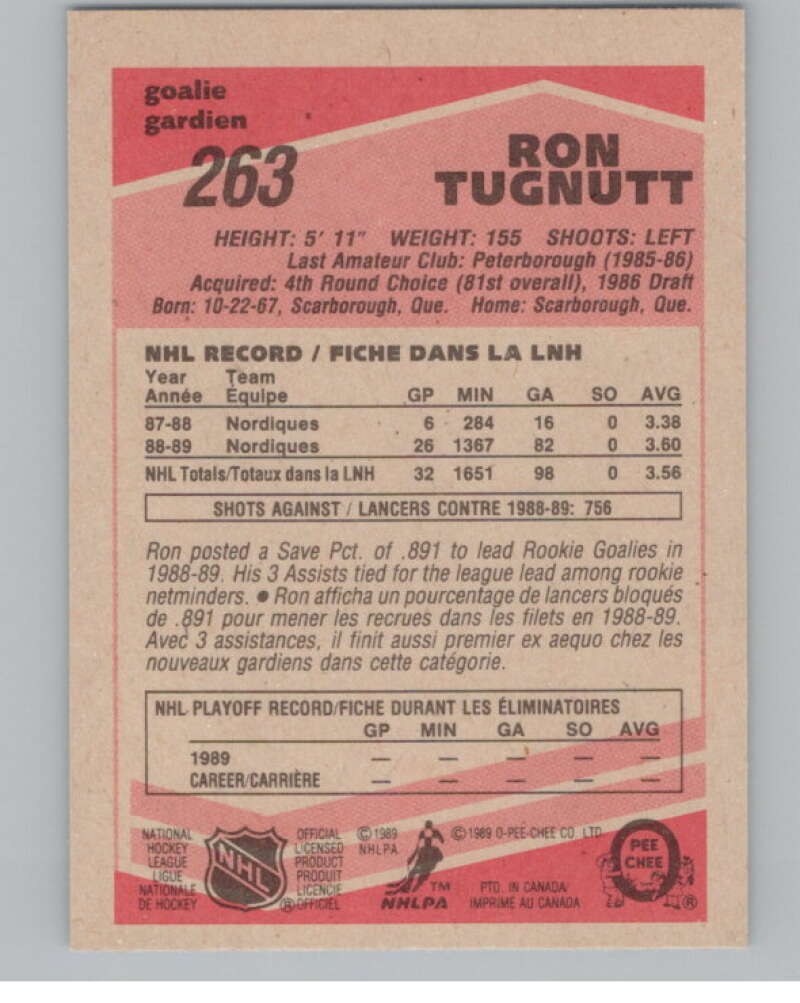 goalie
gardien
263
RON
TUGNUTT
HEIGHT: 5' 11" WEIGHT: 155 SHOOTS: LEFT
Last Amateur Club: Peterborough (1985-86)
Acquired: 4th Round Choice (81st overall), 1986 Draft
Born: 10-22-67, Scarborough, Que. Home: Scarborough, Que.
NHL RECORD / FICHE DANS LA LNH
Year Team
Année Équipe GP MIN GA SO AVG
87-88 Nordiques 6 284 16 0 3.38
88-89 Nordiques 26 1367 82 0 3.60
NHL Totals/Totaux dans la LNH 32 1651 98 0 3.56
SHOTS AGAINST / LANCERS CONTRE 1988-89: 756
Ron posted a Save Pct. of .891 to lead Rookie Goalies in
1988-89. His 3 Assists tied for the league lead among rookie
netminders. ● Ron afficha un pourcentage de lancers bloqués
de .891 pour mener les recrues dans les filets en 1988-89.
Avec 3 assistances, il finit aussi premier ex aequo chez les
nouveaux gardiens dans cette catégorie.
NHL PLAYOFF RECORD/FICHE DURANT LES ÉLIMINATOIRES
GP MIN GA SO AVG
1989 — — — — —
CAREER/CARRIÈRE — — — — —
NATIONAL
HOCKEY
LEAGUE
LIGUE
NATIONALE
DE HOCKEY
NHL
OFFICIAL
LICENSED
PRODUCT
PRODUIT
LICENCIÉ
® OFFICIEL
© 1989
NHLPA
TM
NHLPA
© 1989 O-PEE-CHEE CO. LTD.
PTD. IN CANADA/
IMPRIMÉ AU CANADA
PEE
CHEE
®